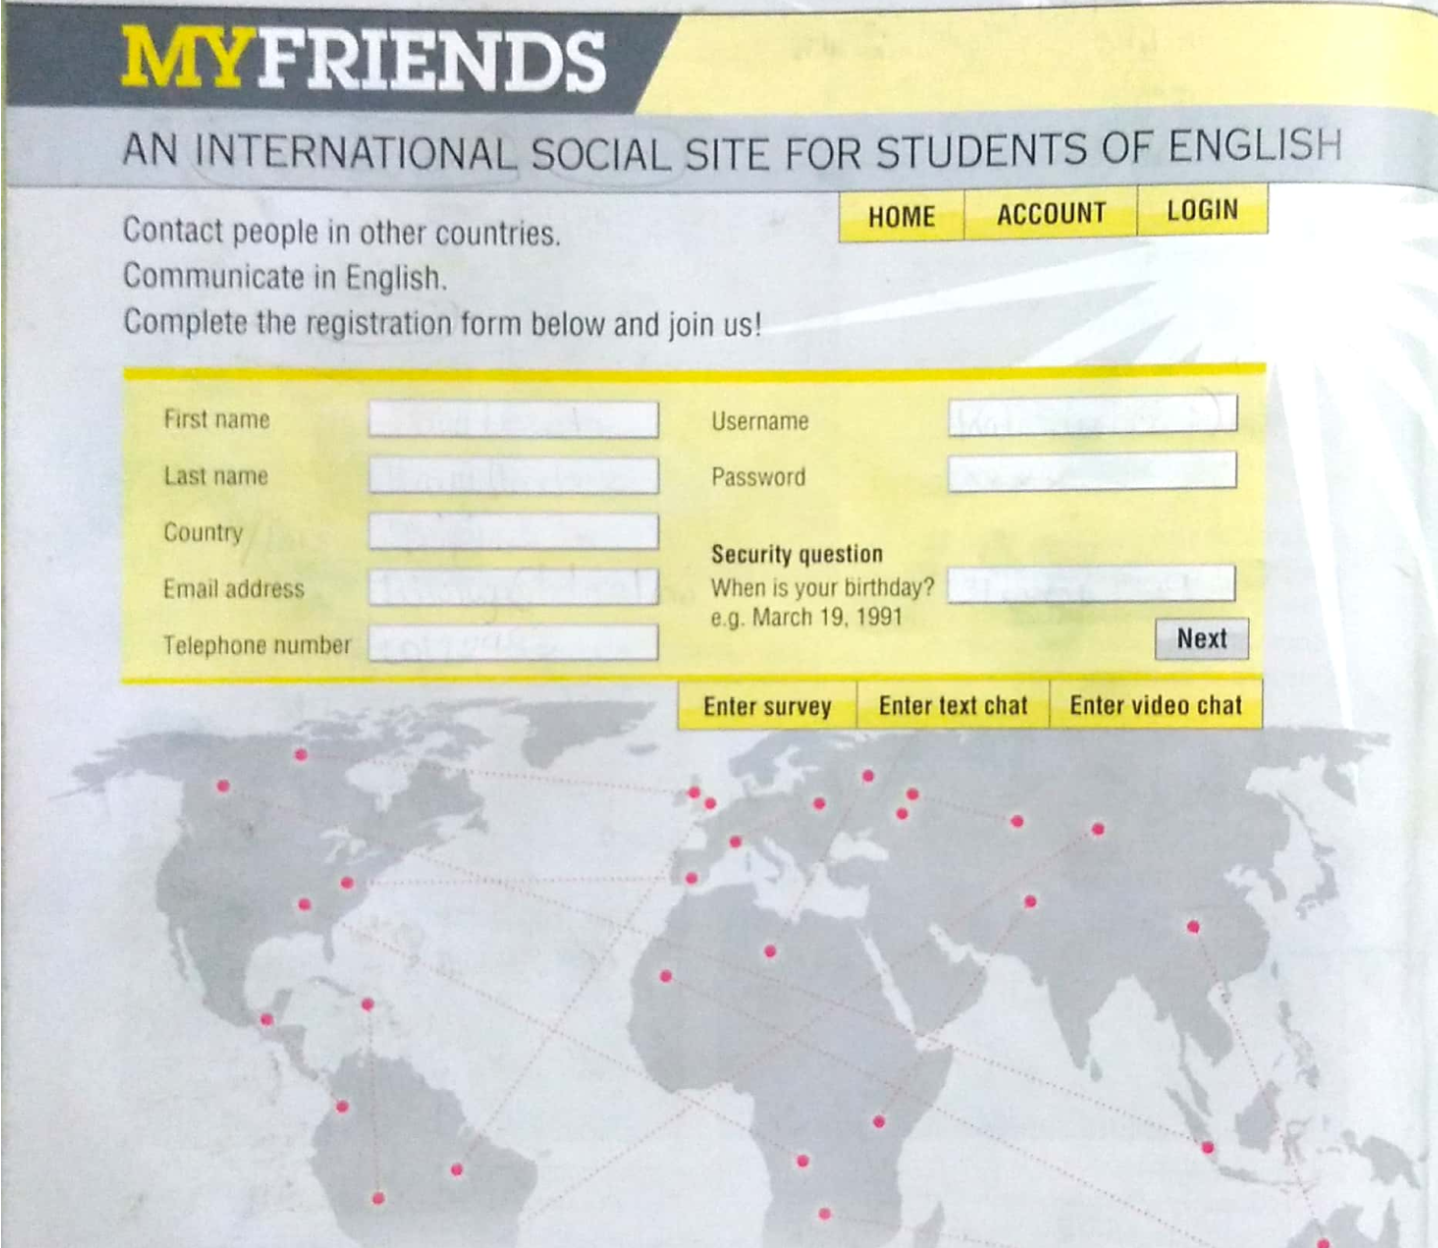 MYFRIENDS
AN INTERNATIONAL SOCIAL SITE FOR STUDENTS OF ENGLISH
HOME ACCOUNT LOGIN
Contact people in other countries.
Communicate in English.
Complete the registration form below and join us!
First name
Last name
Country
Email address
Telephone number
Username
Password
Security question
When is your birthday?
e.g. March 19, 1991
Next
Enter survey Enter text chat Enter video chat